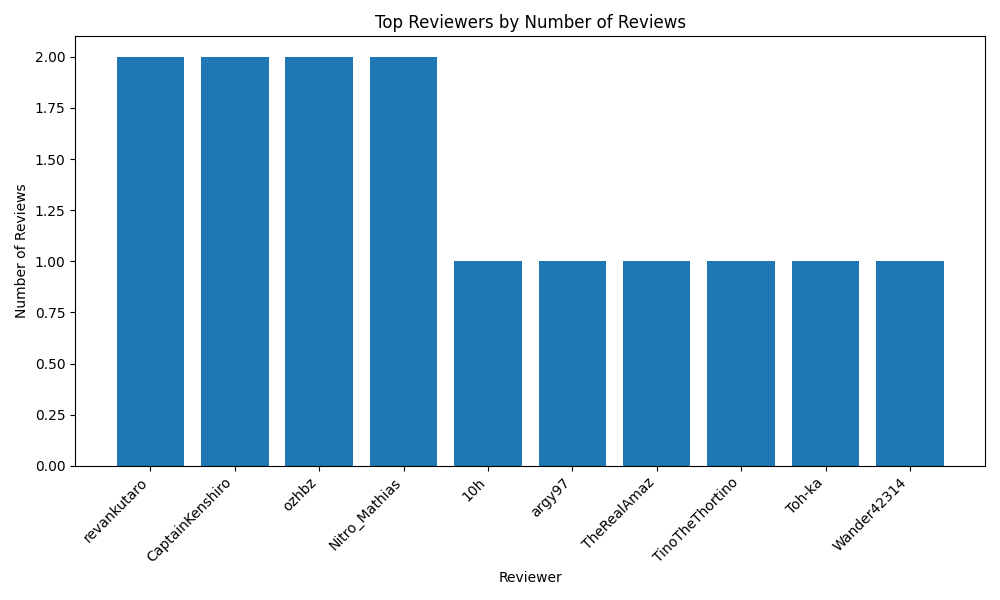 Top Reviewers by Number of Reviews
Number of Reviews
2.00
1.75
1.50
1.25
1.00
0.75
0.50
0.25
0.00
revankutaro
CaptainKenshiro
ozhbz
Nitro_Mathias
10h
argy97
TheRealAmaz
TinoTheThortino
Toh-ka
Wander42314
Reviewer